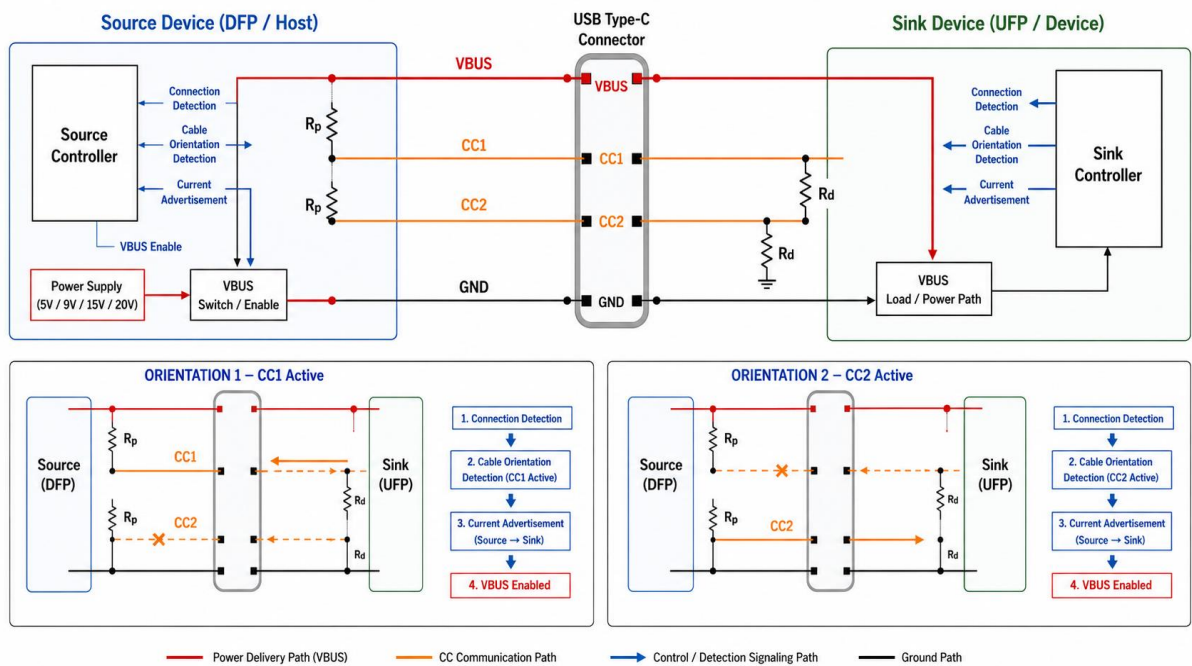 Source Device (DFP / Host)
USB Type-C
Connector
Sink Device (UFP / Device)
Source
Controller
Connection
Detection
Cable
Orientation
Detection
Current
Advertisement
VBUS Enable
Power Supply
(5V / 9V / 15V / 20V)
VBUS
Switch / Enable
Rp
Rp
VBUS
CC1
CC2
GND
VBUS
CC1
CC2
GND
Rd
Rd
Connection
Detection
Cable
Orientation
Detection
Current
Advertisement
Sink
Controller
VBUS
Load / Power Path
ORIENTATION 1 – CC1 Active
Source
(DFP)
Rp
CC1
Rp
CC2
Rd
Rd
Sink
(UFP)
1. Connection Detection
2. Cable Orientation
Detection (CC1 Active)
3. Current Advertisement
(Source → Sink)
4. VBUS Enabled
ORIENTATION 2 – CC2 Active
Source
(DFP)
Rp
Rp
CC2
Rd
Rd
Sink
(UFP)
1. Connection Detection
2. Cable Orientation
Detection (CC2 Active)
3. Current Advertisement
(Source → Sink)
4. VBUS Enabled
Power Delivery Path (VBUS)
CC Communication Path
Control / Detection Signaling Path
Ground Path